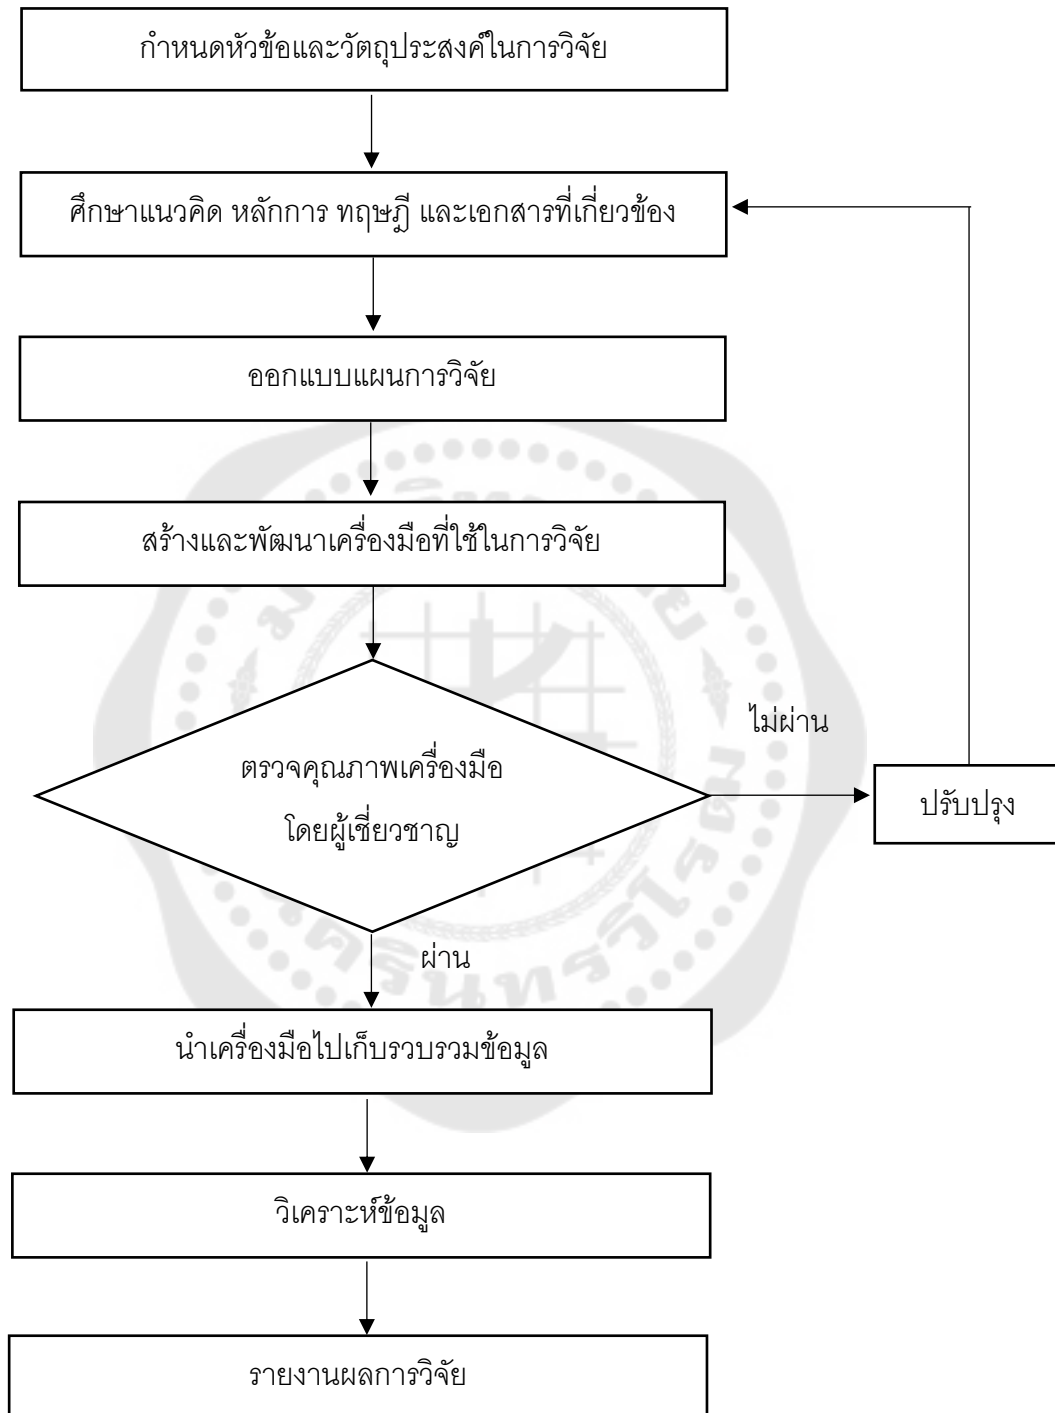 กำหนดหัวข้อและวัตถุประสงค์ในการวิจัย
ศึกษาแนวคิด หลักการ ทฤษฎี และเอกสารที่เกี่ยวข้อง
ออกแบบแผนการวิจัย
สร้างและพัฒนาเครื่องมือที่ใช้ในการวิจัย
ไม่ผ่าน
ตรวจคุณภาพเครื่องมือ
โดยผู้เชี่ยวชาญ
ปรับปรุง
ผ่าน
นำเครื่องมือไปเก็บรวบรวมข้อมูล
วิเคราะห์ข้อมูล
รายงานผลการวิจัย